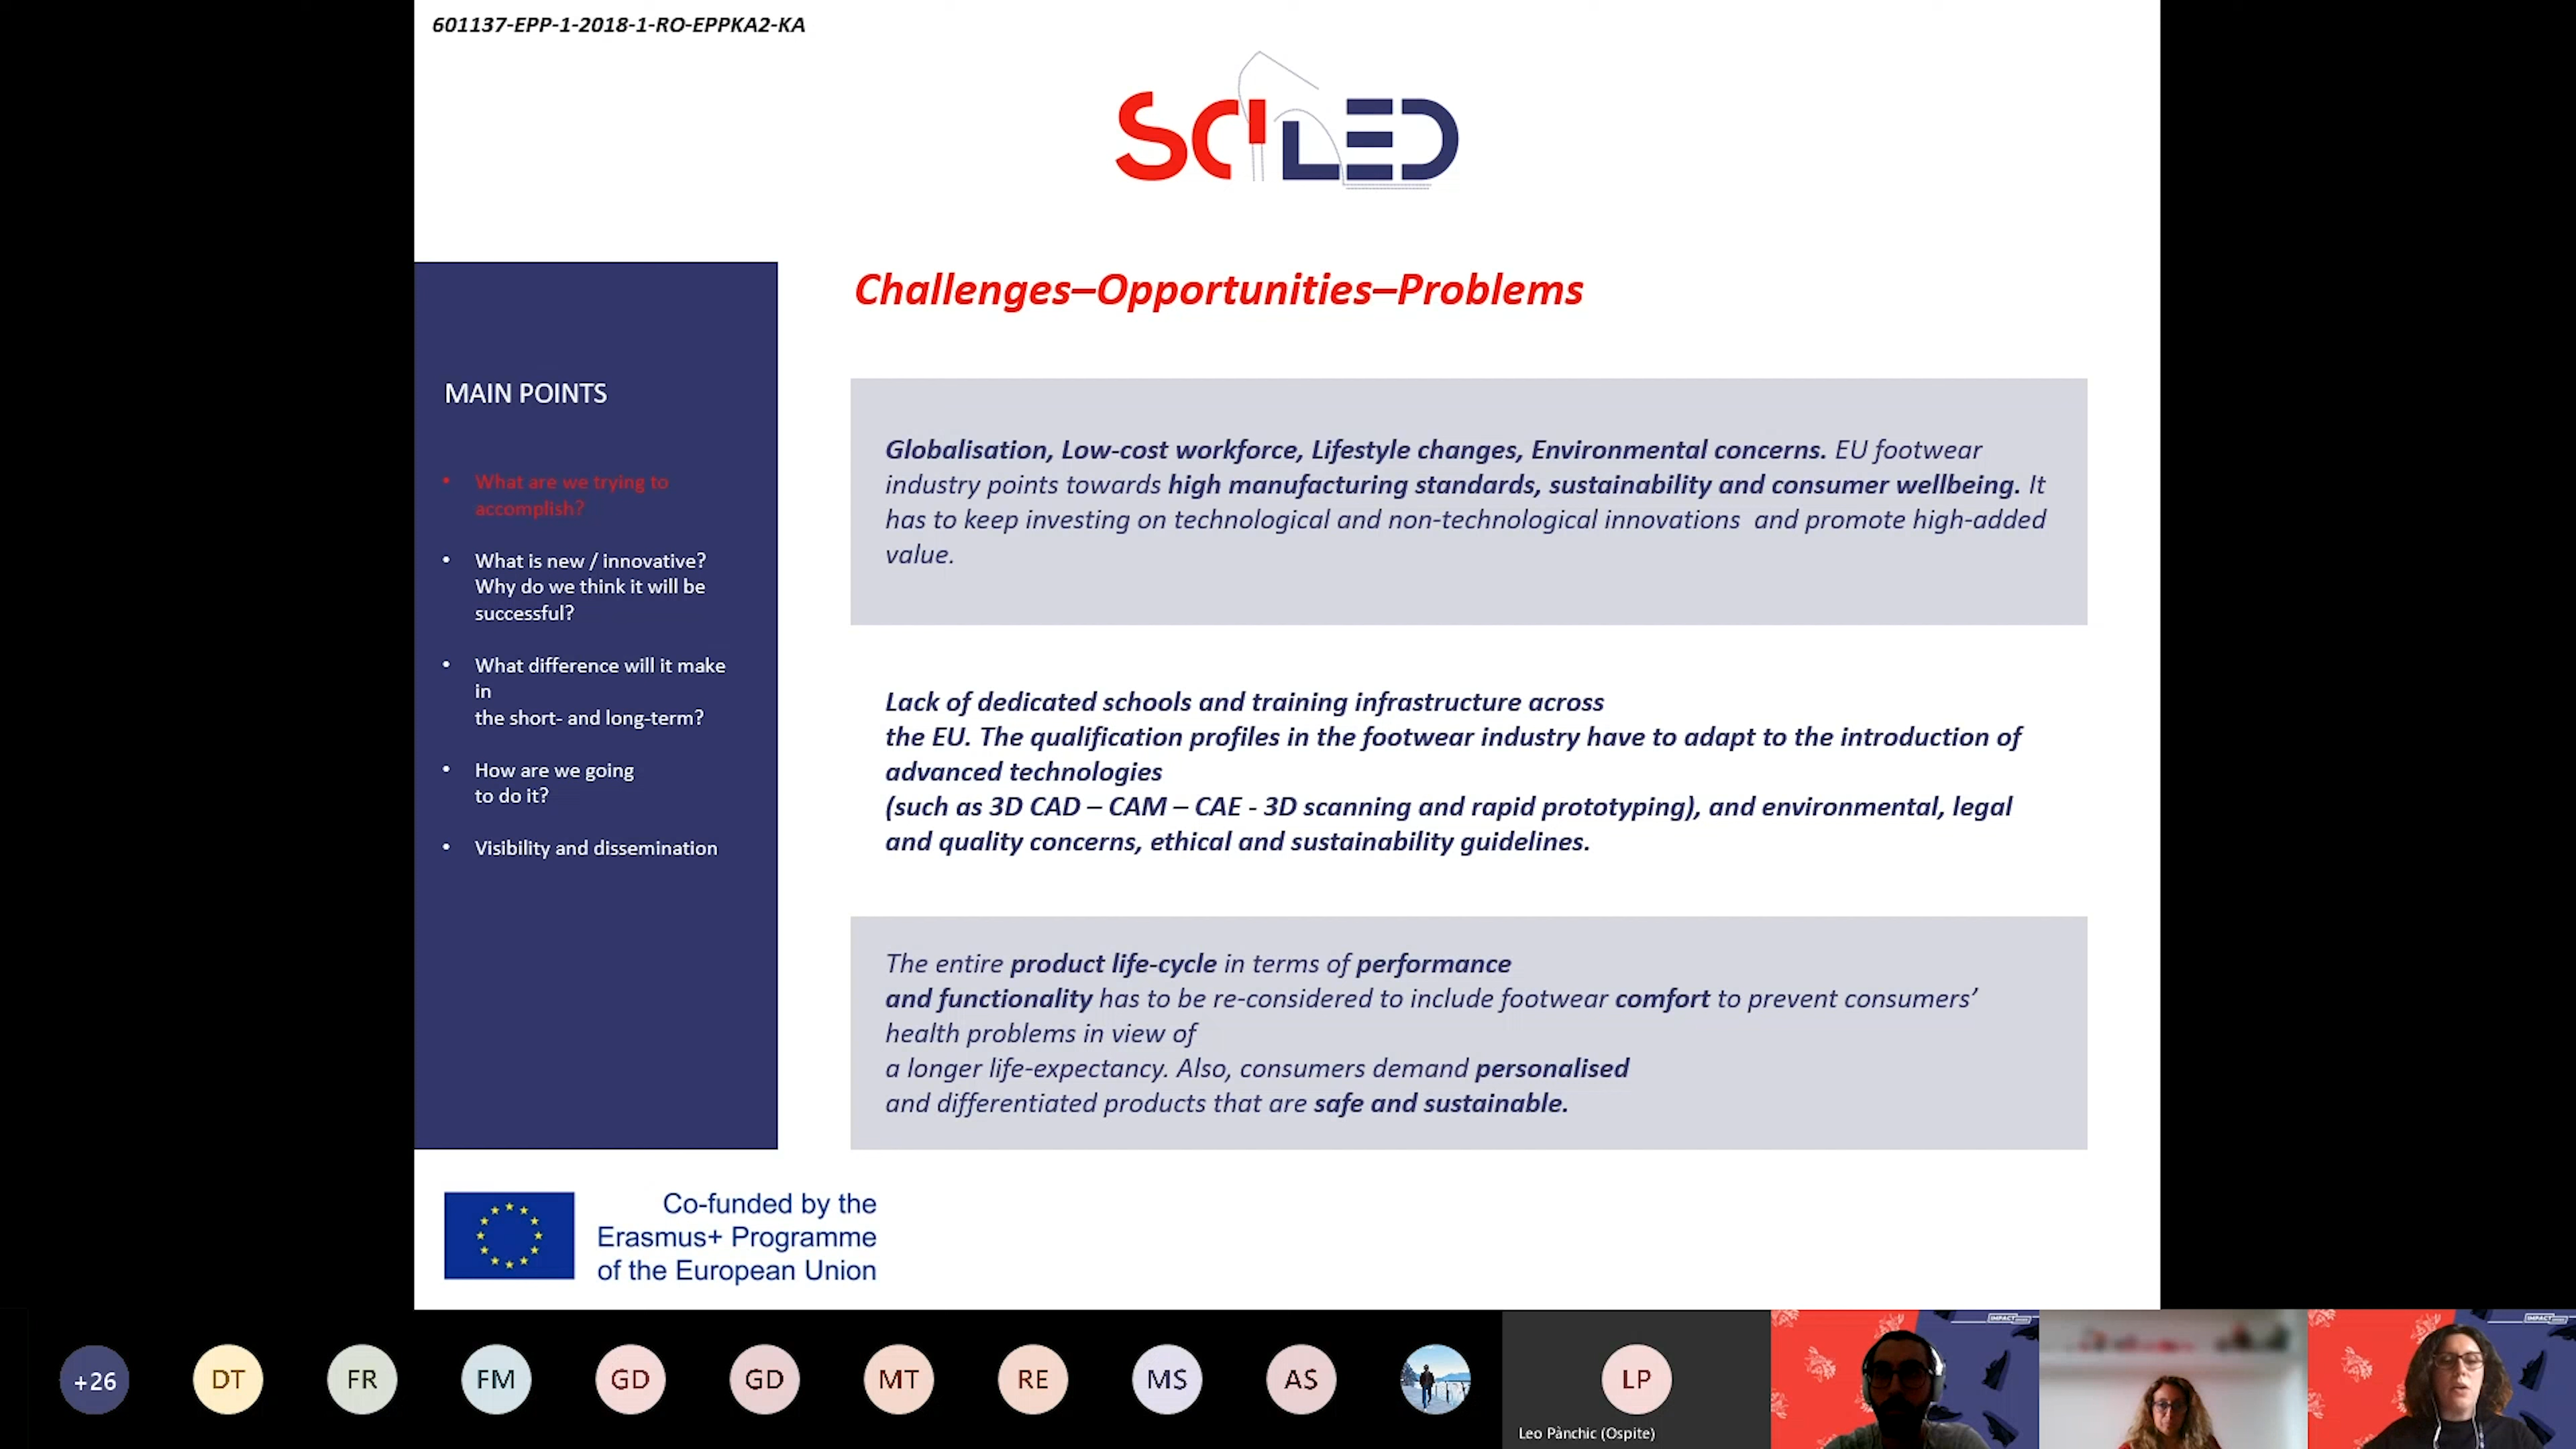 601137-EPP-1-2018-1-RO-EPPKA2-KA
SCILED
Challenges–Opportunities–Problems
MAIN POINTS
• What are we trying to
accomplish?
• What is new / innovative?
Why do we think it will be
successful?
• What difference will it make
in
the short- and long-term?
• How are we going
to do it?
• Visibility and dissemination
Globalisation, Low-cost workforce, Lifestyle changes, Environmental concerns. EU footwear
industry points towards high manufacturing standards, sustainability and consumer wellbeing. It
has to keep investing on technological and non-technological innovations and promote high-added
value.
Lack of dedicated schools and training infrastructure across
the EU. The qualification profiles in the footwear industry have to adapt to the introduction of
advanced technologies
(such as 3D CAD – CAM – CAE - 3D scanning and rapid prototyping), and environmental, legal
and quality concerns, ethical and sustainability guidelines.
The entire product life-cycle in terms of performance
and functionality has to be re-considered to include footwear comfort to prevent consumers’
health problems in view of
a longer life-expectancy. Also, consumers demand personalised
and differentiated products that are safe and sustainable.
Co-funded by the
Erasmus+ Programme
of the European Union
+26
DT
FR
FM
GD
GD
MT
RE
MS
AS
LP
Leo Pànchic (Ospite)
IMPACT
IMPACT